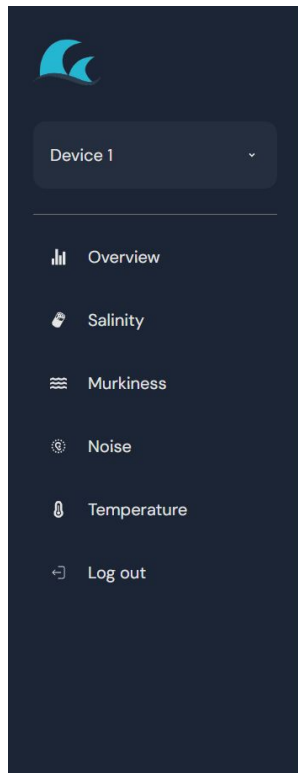 Device 1
Overview
Salinity
Murkiness
Noise
Temperature
Log out